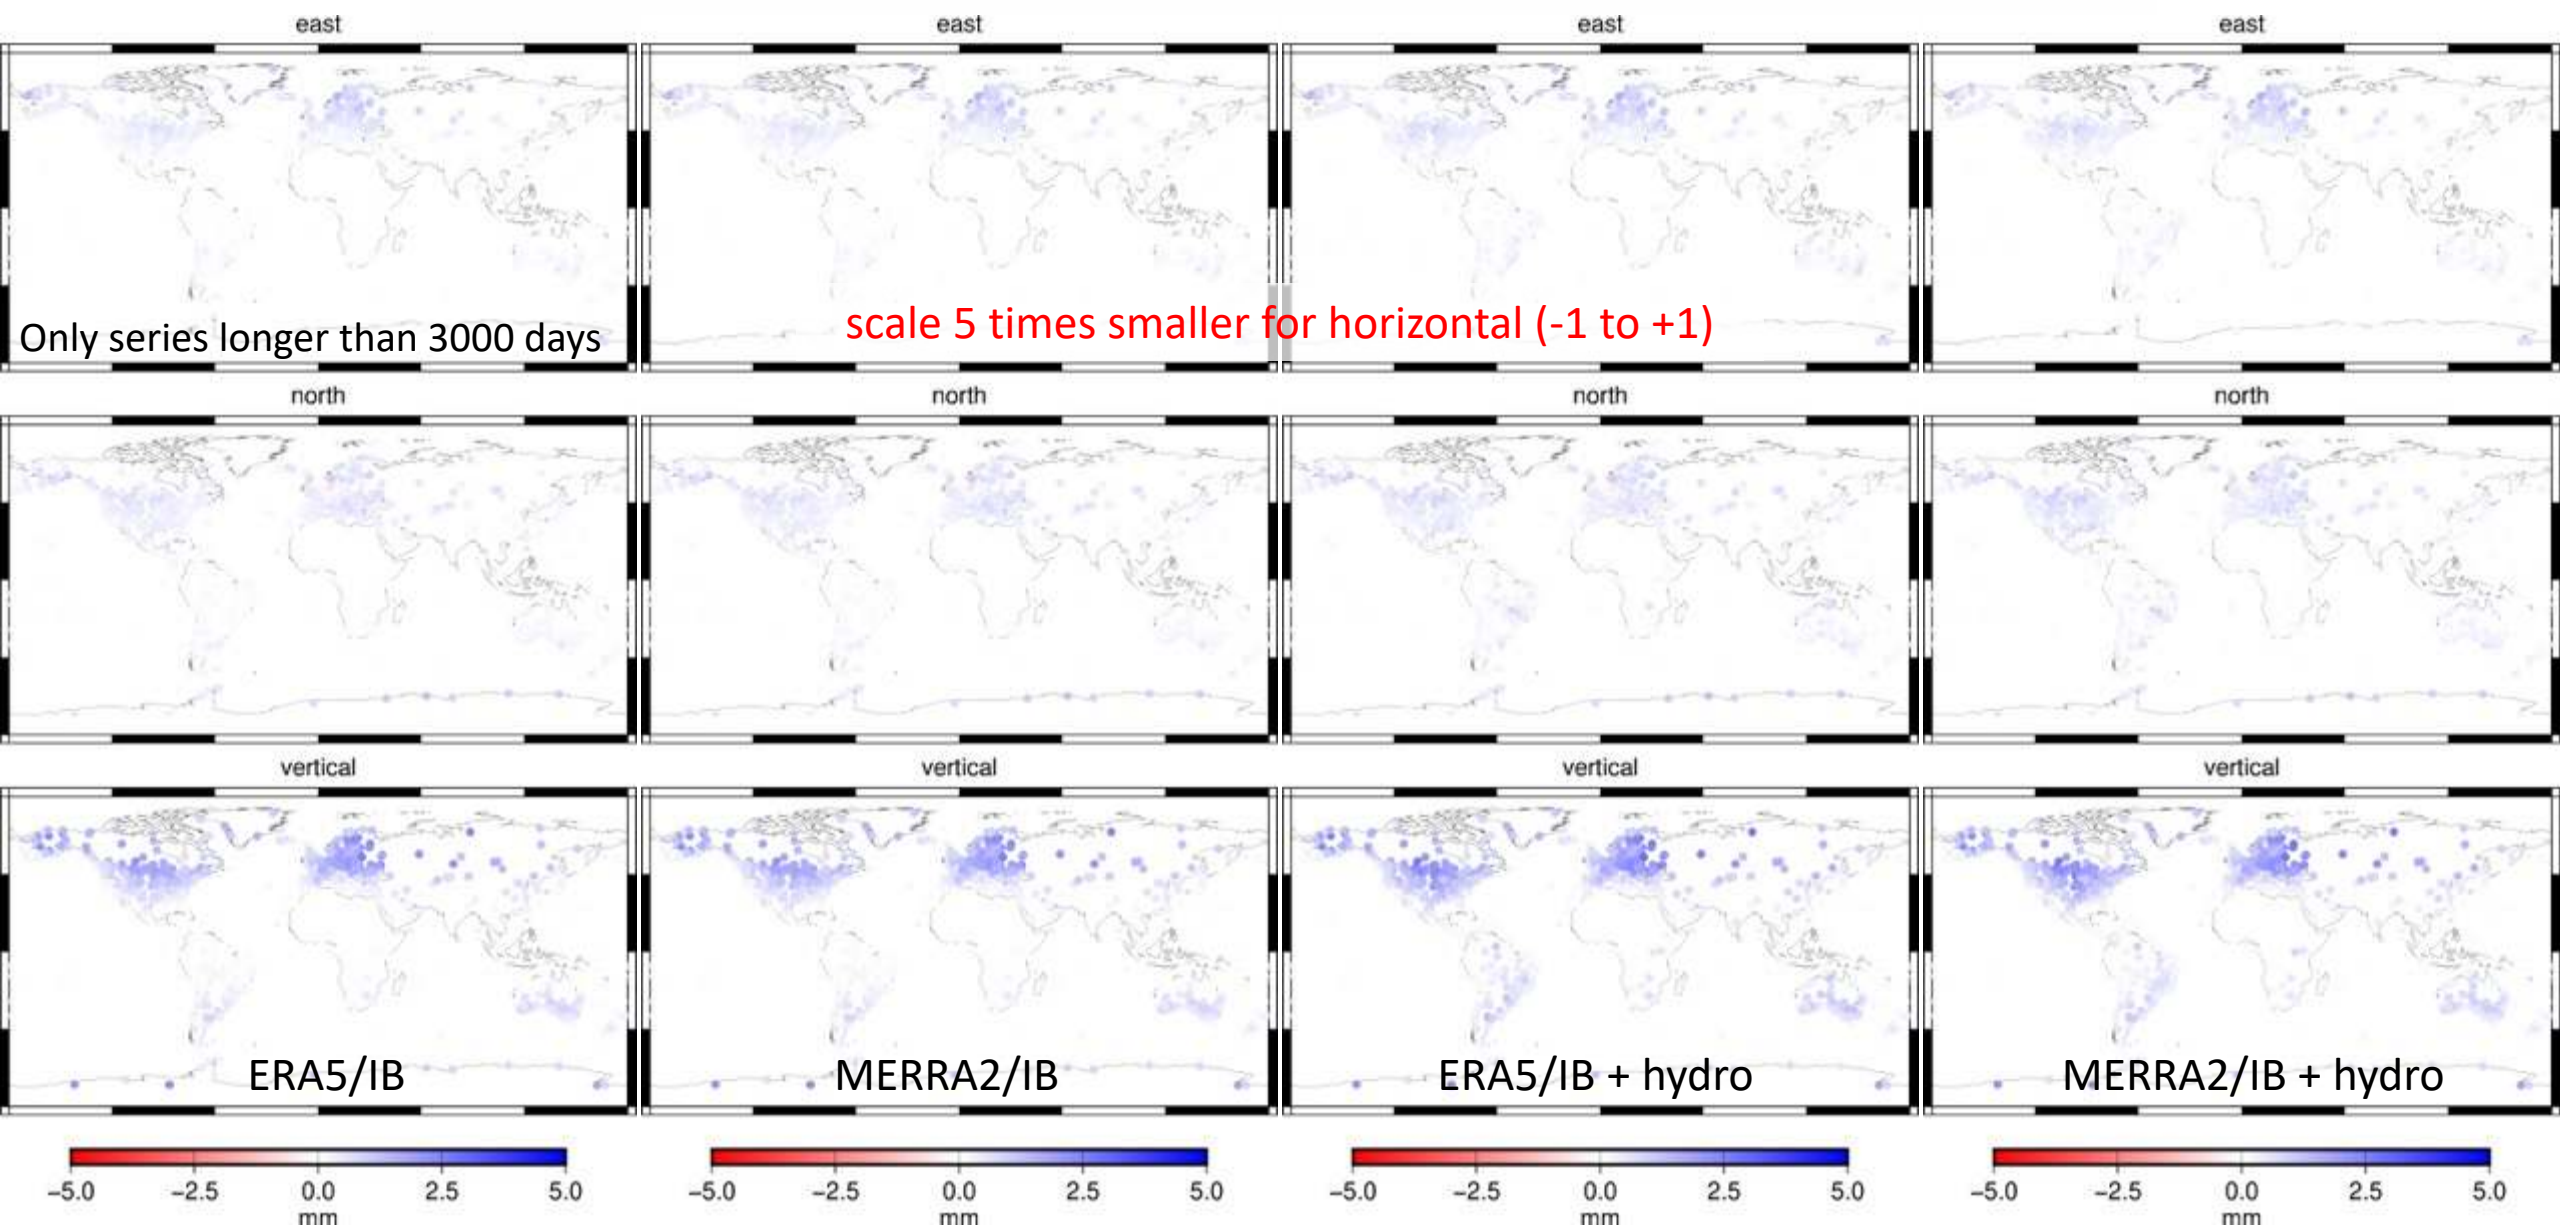 east east east east
Only series longer than 3000 days
scale 5 times smaller for horizontal (-1 to +1)
north north north north
vertical vertical vertical vertical
ERA5/IB MERRA2/IB ERA5/IB + hydro MERRA2/IB + hydro
−5.0 −2.5 0.0 2.5 5.0 −5.0 −2.5 0.0 2.5 5.0 −5.0 −2.5 0.0 2.5 5.0 −5.0 −2.5 0.0 2.5 5.0
mm mm mm mm